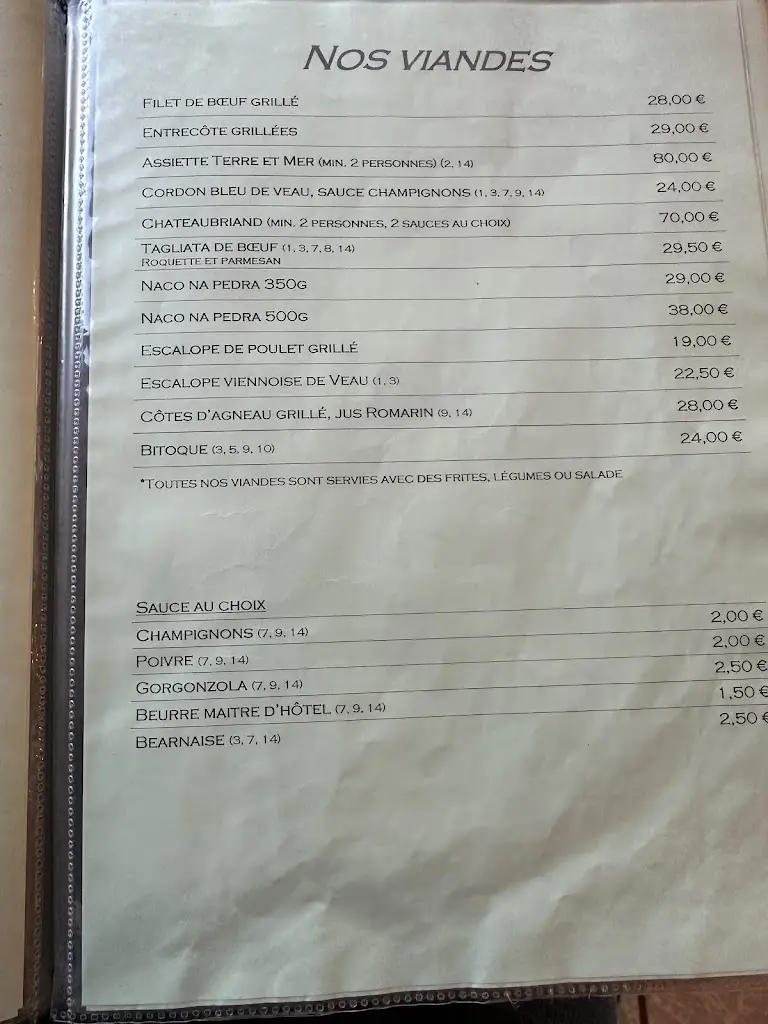 Nos viandes
Filet de bœuf grillé 28,00 €
Entrecôte grillées 29,00 €
Assiette Terre et Mer (min. 2 personnes) (2, 14) 80,00 €
Cordon bleu de veau, sauce champignons (1, 3, 7, 9, 14) 24,00 €
Chateaubriand (min. 2 personnes, 2 sauces au choix) 70,00 €
Tagliata de bœuf (1, 3, 7, 8, 14) 29,50 €
Roquette et parmesan
Naco na pedra 350g 29,00 €
Naco na pedra 500g 38,00 €
Escalope de poulet grillé 19,00 €
Escalope viennoise de Veau (1, 3) 22,50 €
Côtes d'agneau grillé, jus Romarin (9, 14) 28,00 €
Bitoque (3, 5, 9, 10) 24,00 €
*Toutes nos viandes sont servies avec des frites, légumes ou salade
Sauce au choix
Champignons (7, 9, 14) 2,00 €
Poivre (7, 9, 14) 2,00 €
Gorgonzola (7, 9, 14) 2,50 €
Beurre maitre d'hôtel (7, 9, 14) 1,50 €
Bearnaise (3, 7, 14) 2,50 €